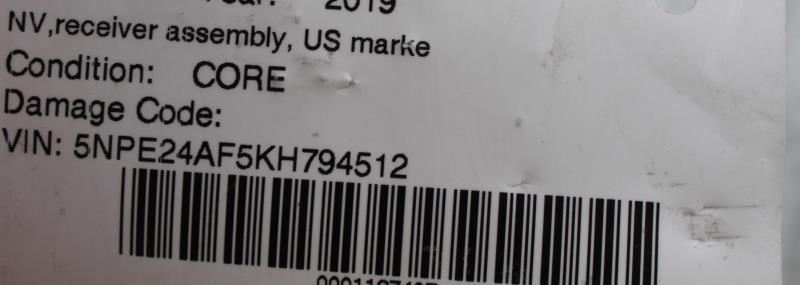 2019
NV,receiver assembly, US marke
Condition: CORE
Damage Code:
VIN: 5NPE24AF5KH794512